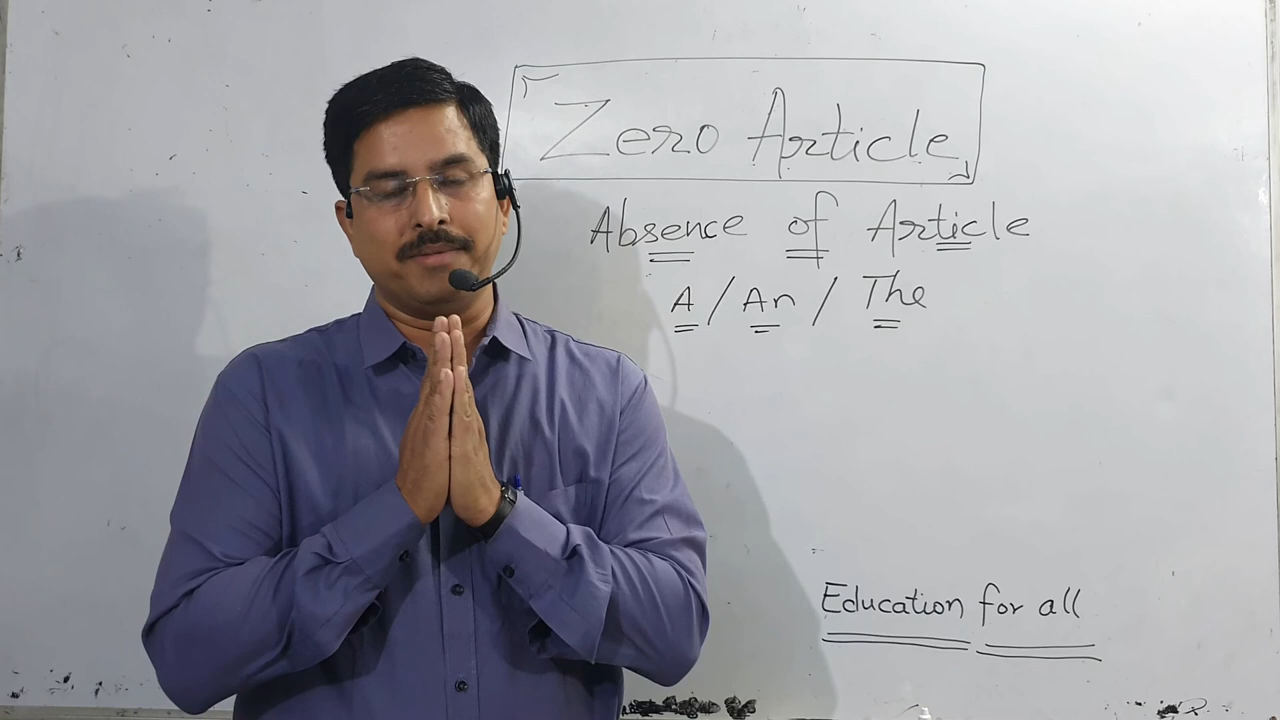 Zero Article
Absence of Article
A / An / The
Education for all